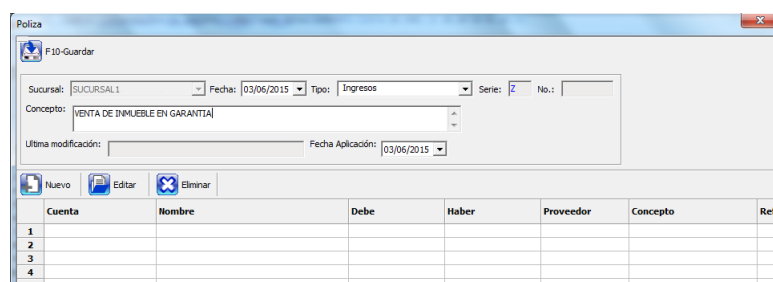 Poliza
F10-Guardar
Sucursal: SUCURSAL1 Fecha: 03/06/2015 Tipo: Ingresos Serie: Z No.:
Concepto: VENTA DE INMUEBLE EN GARANTIA
Ultima modificación: Fecha Aplicación: 03/06/2015
Nuevo Editar Eliminar
Cuenta Nombre Debe Haber Proveedor Concepto Ref
1
2
3
4